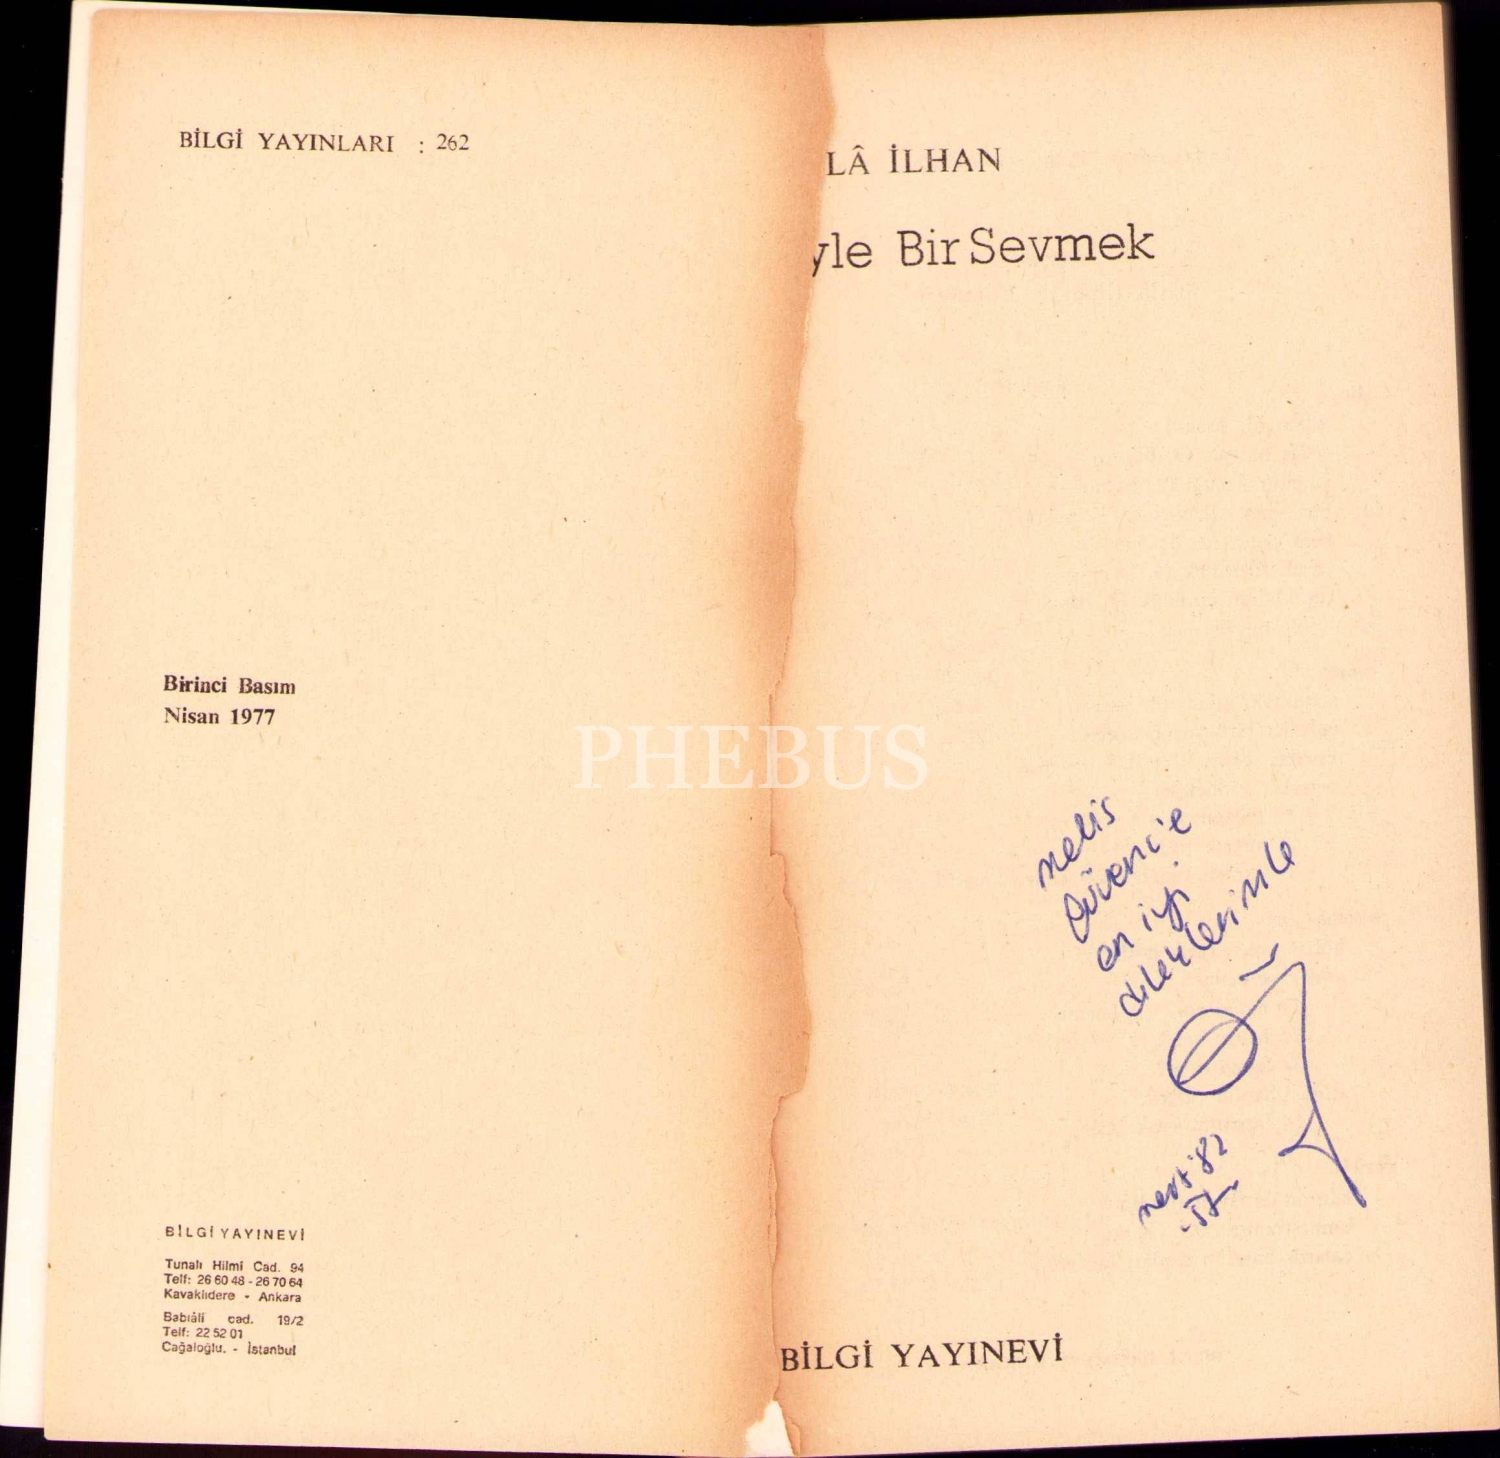 BİLGİ YAYINLARI : 262
Birinci Basım
Nisan 1977
BİLGİ YAYINEVİ
Tunalı Hilmi Cad. 94
Telf: 26 60 48 - 26 70 64
Kavaklıdere - Ankara
Babıâli cad. 19/2
Telf: 22 52 01
Cağaloğlu. - İstanbul
LÂ İLHAN
yle Bir Sevmek
melis
en iyi
dileklerimle
mart '82
BİLGİ YAYINEVİ
PHEBUS